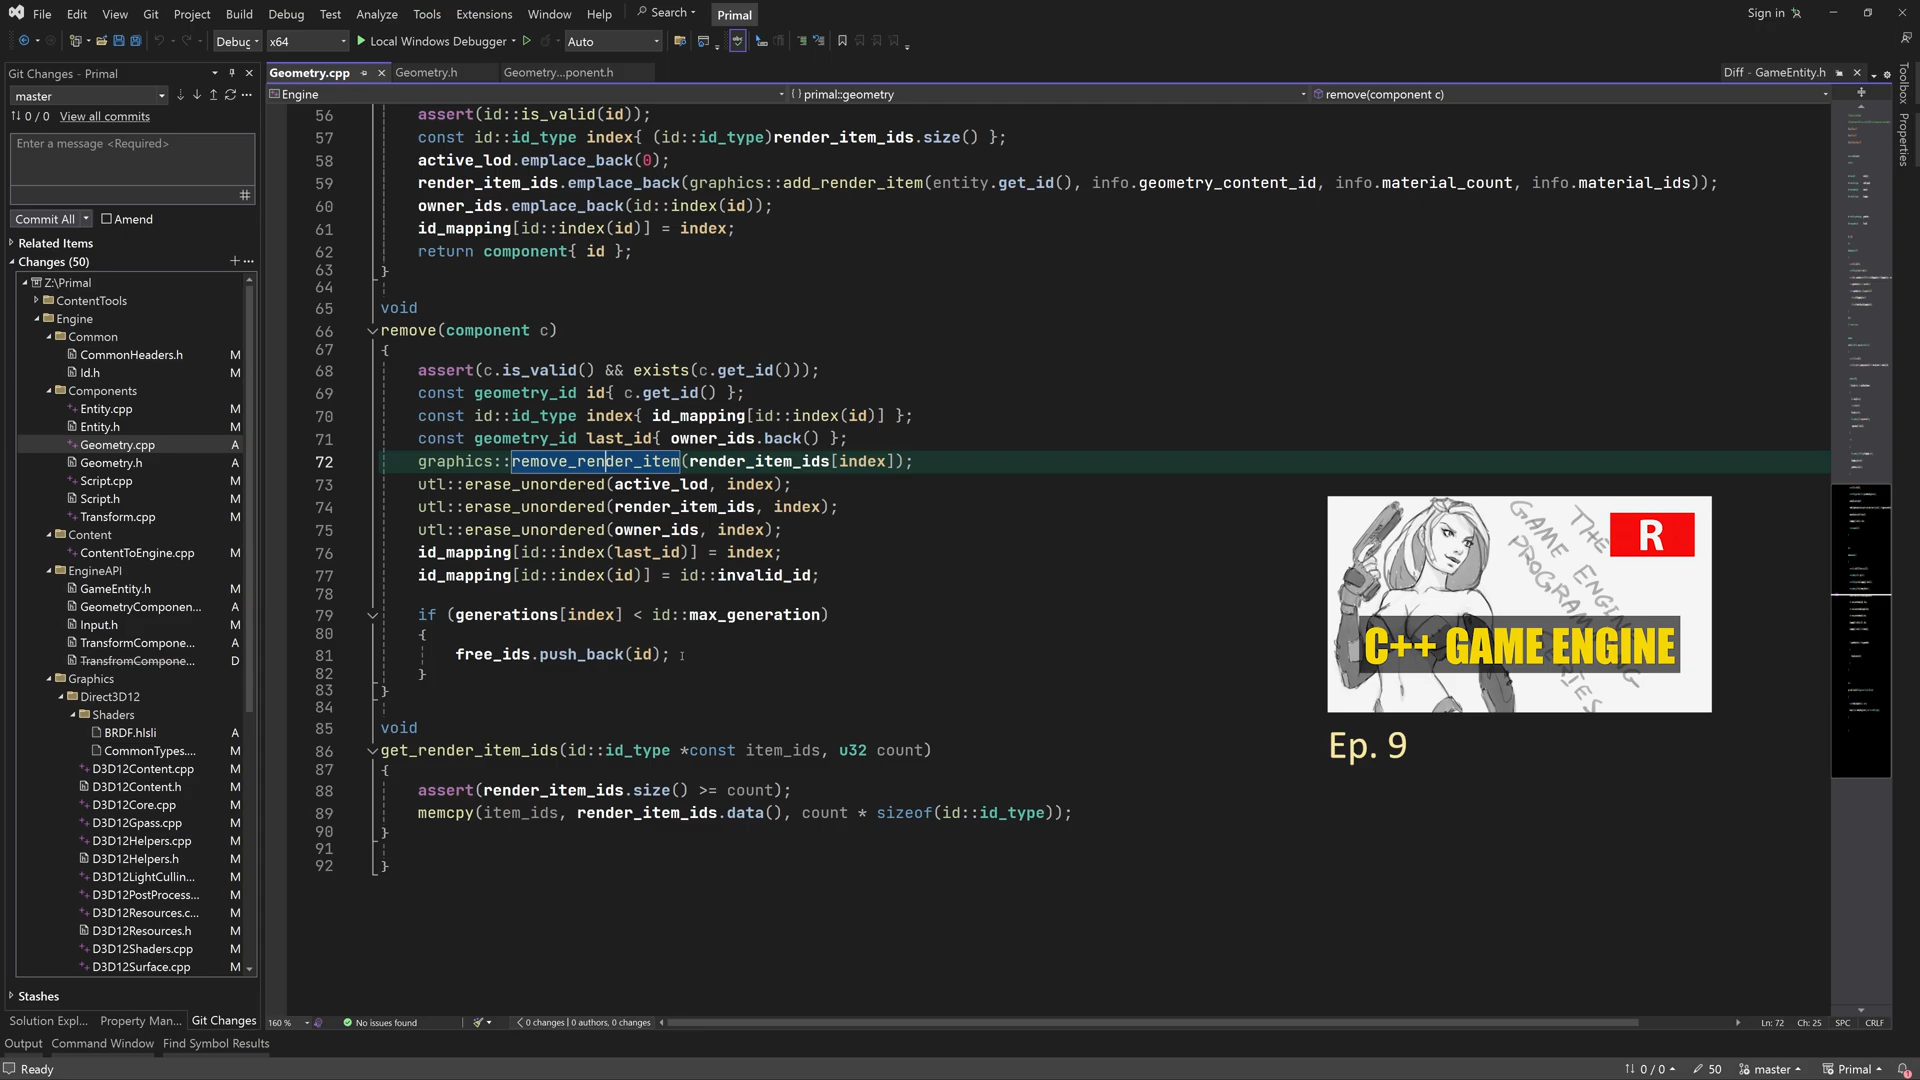 File Edit View Git Project Build Debug Test Analyze Tools Extensions Window Help Search Primal Sign in
Debug x64 Local Windows Debugger Auto
Git Changes - Primal
master
0 / 0 View all commits
Enter a message <Required>
Commit All Amend
Related Items
Changes (50)
Z:\Primal
ContentTools
Engine
Common
CommonHeaders.h M
Id.h M
Components
Entity.cpp M
Entity.h M
Geometry.cpp A
Geometry.h A
Script.cpp M
Script.h M
Transform.cpp M
Content
ContentToEngine.cpp M
EngineAPI
GameEntity.h M
GeometryComponen... A
Input.h M
TransformCompone... A
TransfromCompone... D
Graphics
Direct3D12
Shaders
BRDF.hlsli A
CommonTypes.... M
D3D12Content.cpp M
D3D12Content.h M
D3D12Core.cpp M
D3D12Gpass.cpp M
D3D12Helpers.cpp M
D3D12Helpers.h M
D3D12LightCullin... M
D3D12PostProcess... M
D3D12Resources.c... M
D3D12Resources.h M
D3D12Shaders.cpp M
D3D12Surface.cpp M
Stashes
Solution Expl... Property Man... Git Changes
Geometry.cpp Geometry.h Geometry...ponent.h Diff - GameEntity.h
Engine {} primal::geometry remove(component c)
56 assert(id::is_valid(id));
57 const id::id_type index{ (id::id_type)render_item_ids.size() };
58 active_lod.emplace_back(0);
59 render_item_ids.emplace_back(graphics::add_render_item(entity.get_id(), info.geometry_content_id, info.material_count, info.material_ids));
60 owner_ids.emplace_back(id::index(id));
61 id_mapping[id::index(id)] = index;
62 return component{ id };
63 }
64
65 void
66 remove(component c)
67 {
68 assert(c.is_valid() && exists(c.get_id()));
69 const geometry_id id{ c.get_id() };
70 const id::id_type index{ id_mapping[id::index(id)] };
71 const geometry_id last_id{ owner_ids.back() };
72 graphics::remove_render_item(render_item_ids[index]);
73 utl::erase_unordered(active_lod, index);
74 utl::erase_unordered(render_item_ids, index);
75 utl::erase_unordered(owner_ids, index);
76 id_mapping[id::index(last_id)] = index;
77 id_mapping[id::index(id)] = id::invalid_id;
78
79 if (generations[index] < id::max_generation)
80 {
81 free_ids.push_back(id);
82 }
83 }
84
85 void
86 get_render_item_ids(id::id_type *const item_ids, u32 count)
87 {
88 assert(render_item_ids.size() >= count);
89 memcpy(item_ids, render_item_ids.data(), count * sizeof(id::id_type));
90 }
91
92 }
THE
GAME ENGINE
PROGRAMMING
SERIES
R
C++ GAME ENGINE
Ep. 9
Toolbox
Properties
160 % No issues found 0 changes | 0 authors, 0 changes Ln: 72 Ch: 25 SPC CRLF
Output Command Window Find Symbol Results
Ready 0 / 0 50 master Primal